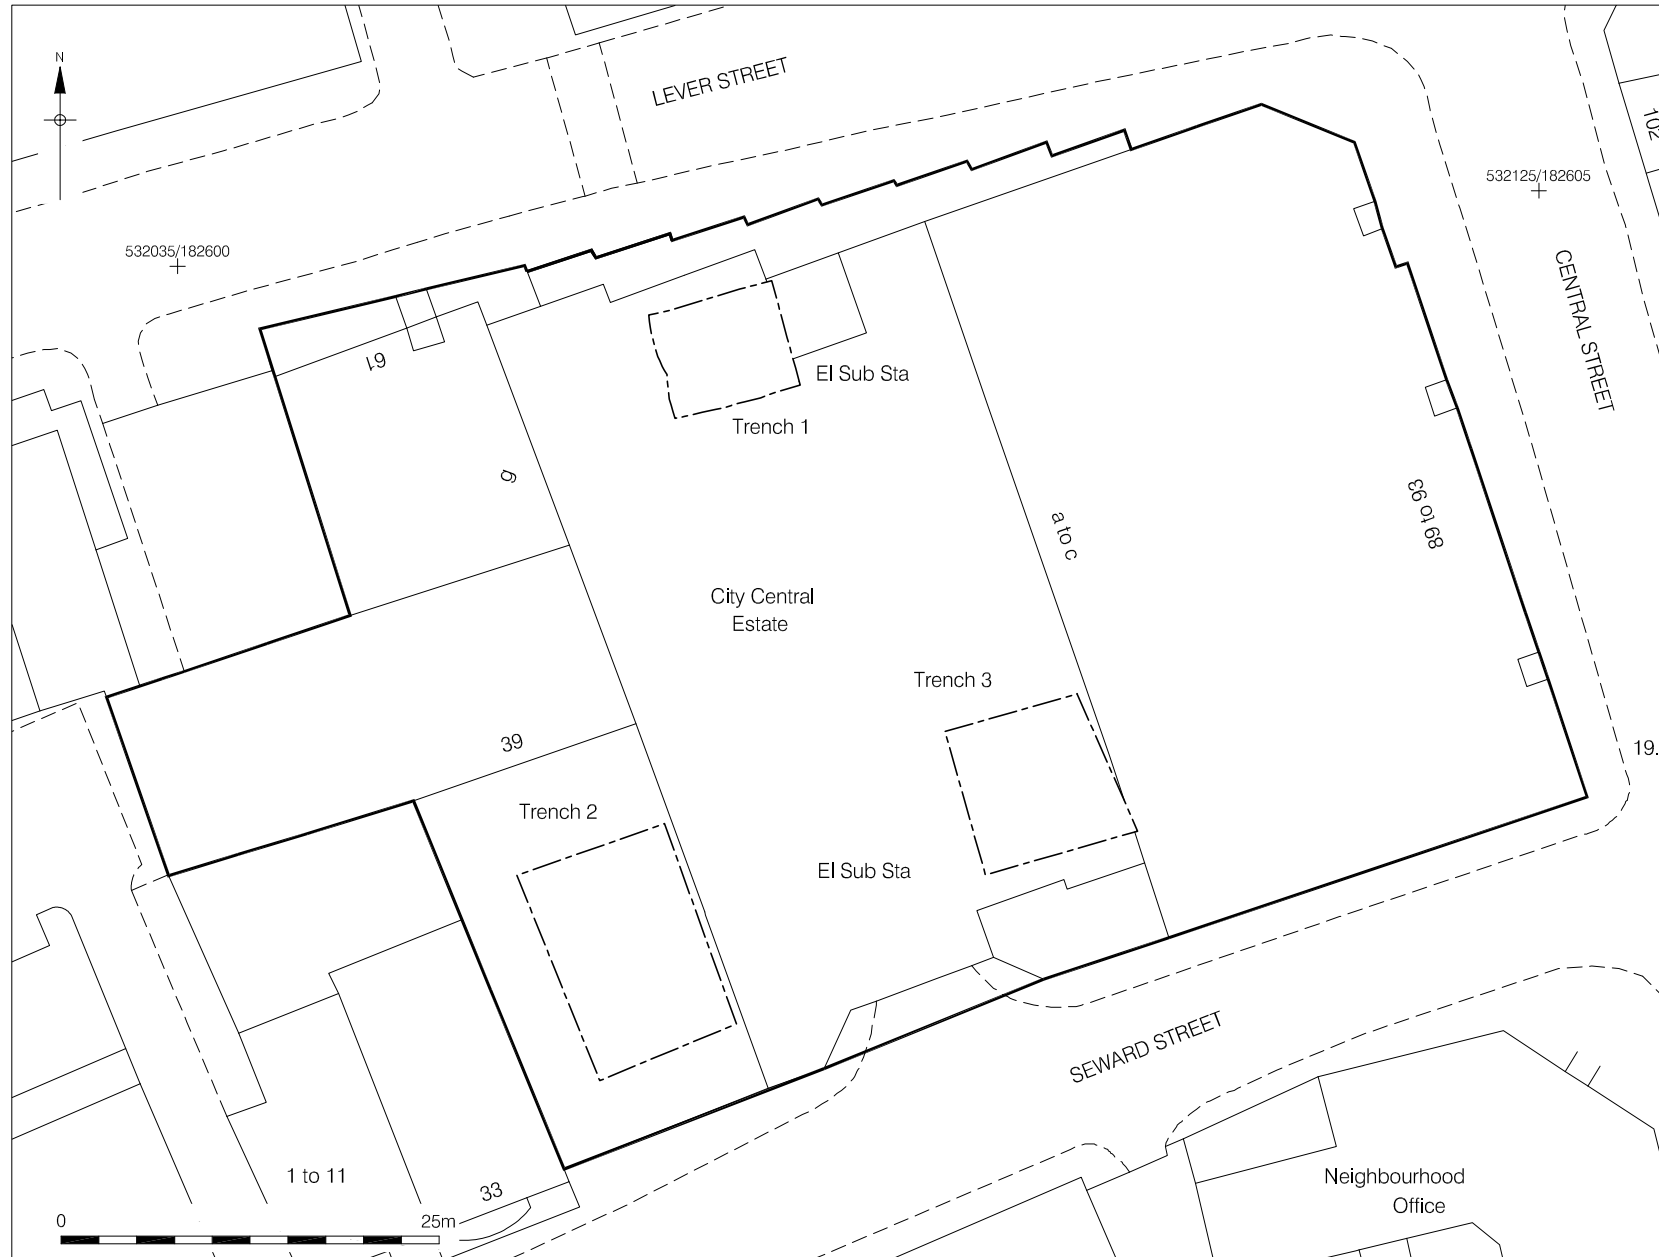 N
LEVER STREET
102
532125/182605
532035/182600
CENTRAL STREET
61
El Sub Sta
Trench 1
9
89 to 93
a to c
City Central
Estate
Trench 3
39
19.
Trench 2
El Sub Sta
SEWARD STREET
1 to 11
33
Neighbourhood
Office
0 25m